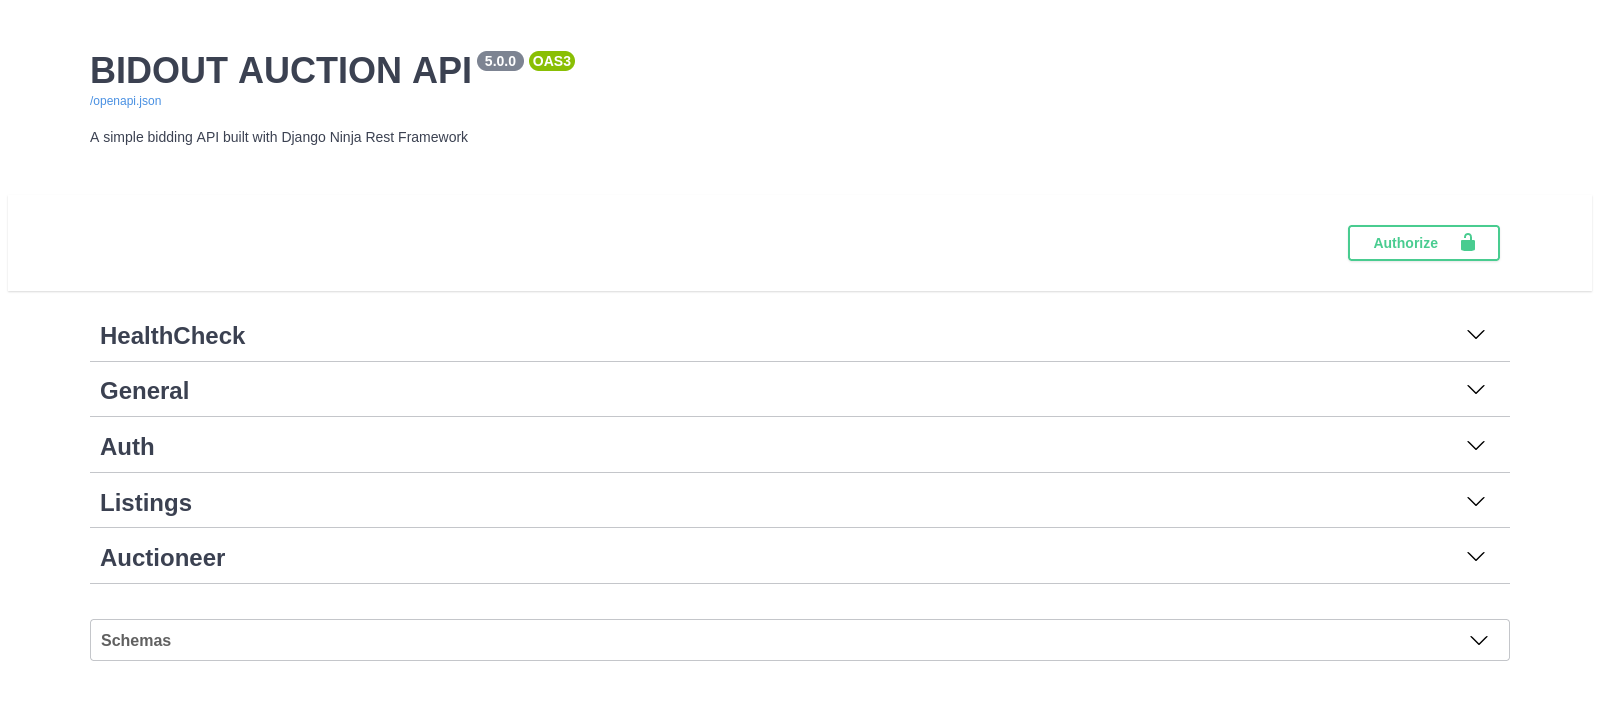 BIDOUT AUCTION API 5.0.0 OAS3
/openapi.json
A simple bidding API built with Django Ninja Rest Framework
Authorize
HealthCheck
General
Auth
Listings
Auctioneer
Schemas